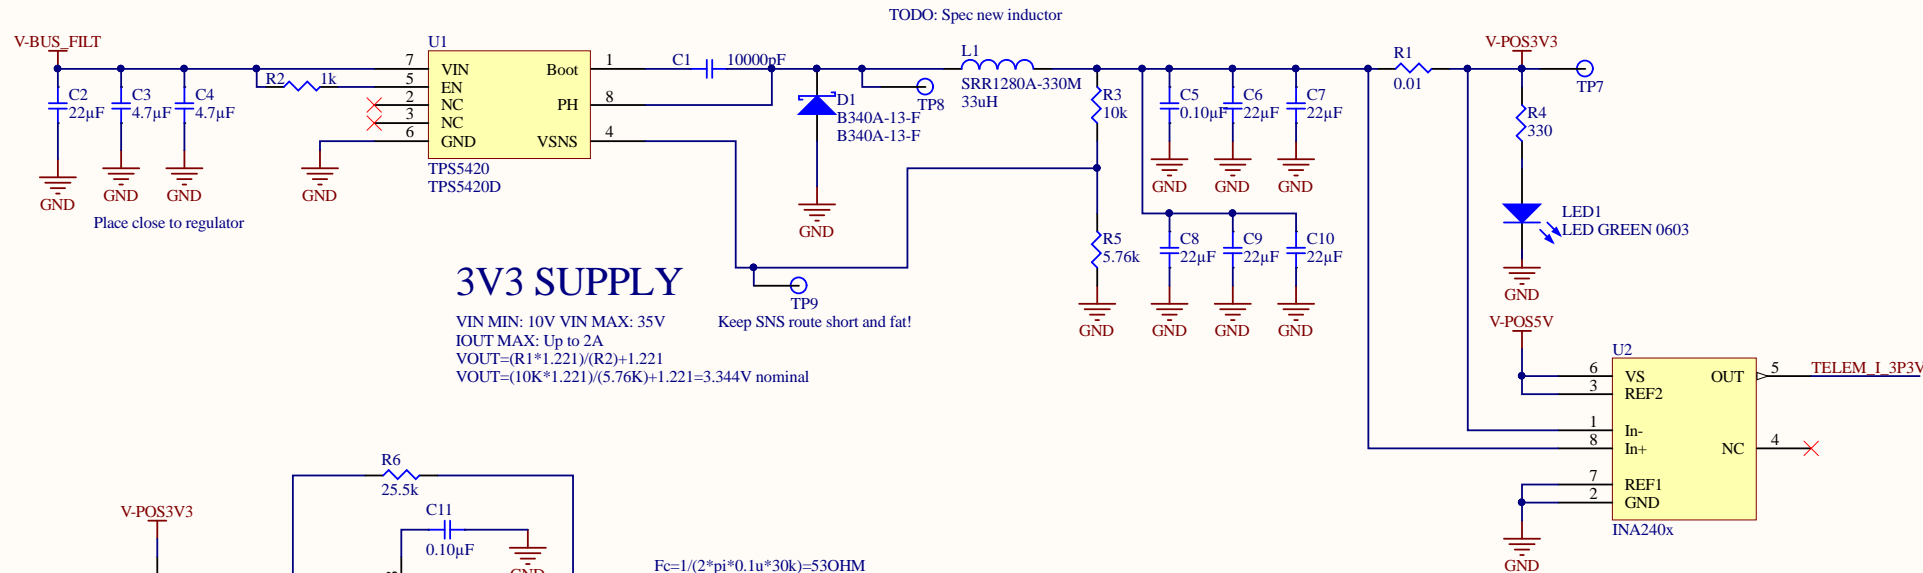 TODO: Spec new inductor
V-BUS_FILT
C2
22µF
GND
C3
4.7µF
GND
C4
4.7µF
GND
Place close to regulator
R2
1k
GND
U1
7
VIN
5
EN
2
NC
3
NC
6
GND
Boot
1
PH
8
VSNS
4
TPS5420
TPS5420D
C1
10000pF
D1
B340A-13-F
B340A-13-F
GND
TP8
L1
SRR1280A-330M
33uH
R3
10k
C5
0.10µF
GND
C6
22µF
GND
C7
22µF
GND
R5
5.76k
GND
C8
22µF
GND
C9
22µF
GND
C10
22µF
GND
R1
0.01
V-POS3V3
TP7
R4
330
LED1
LED GREEN 0603
GND
TP9
Keep SNS route short and fat!
3V3 SUPPLY
VIN MIN: 10V VIN MAX: 35V
IOUT MAX: Up to 2A
VOUT=(R1*1.221)/(R2)+1.221
VOUT=(10K*1.221)/(5.76K)+1.221=3.344V nominal
V-POS5V
U2
6
VS
3
REF2
1
In-
8
In+
7
REF1
2
GND
OUT
5
TELEM_I_3P3V
NC
4
INA240x
GND
R6
25.5k
C11
0.10µF
V-POS3V3
Fc=1/(2*pi*0.1u*30k)=53OHM